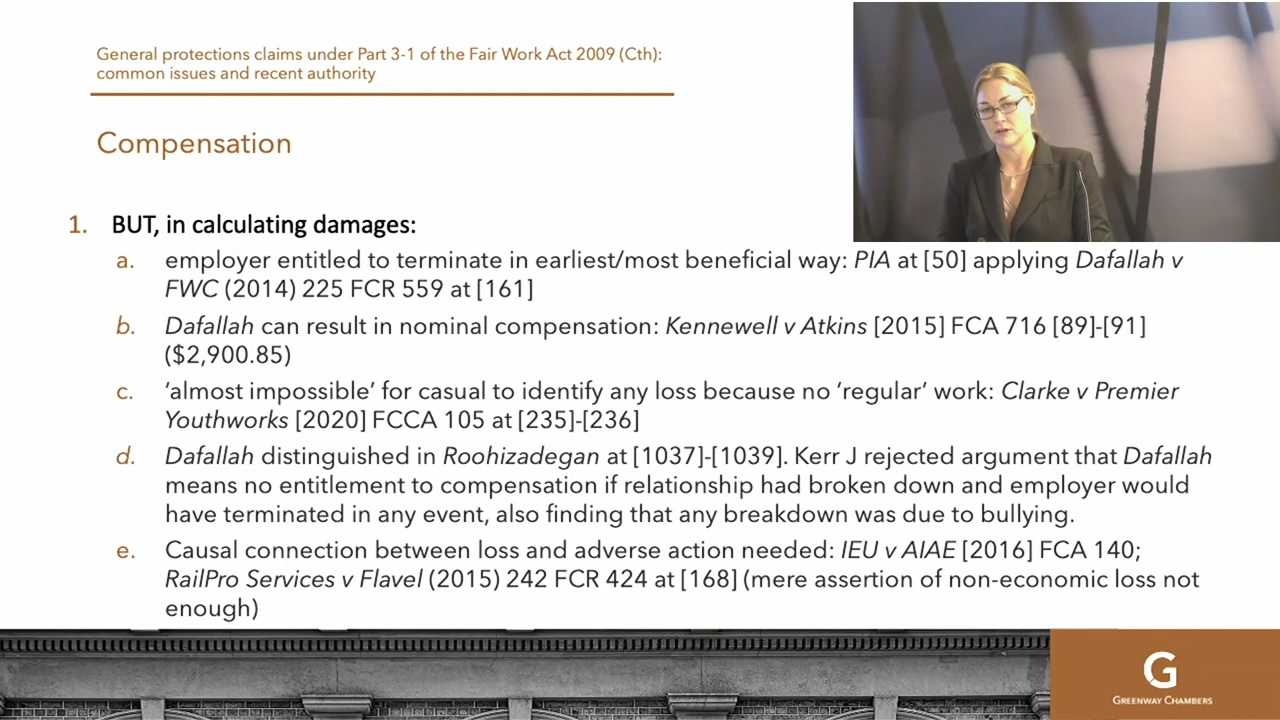 General protections claims under Part 3-1 of the Fair Work Act 2009 (Cth):
common issues and recent authority
Compensation
1. BUT, in calculating damages:
a. employer entitled to terminate in earliest/most beneficial way: PIA at [50] applying Dafallah v
FWC (2014) 225 FCR 559 at [161]
b. Dafallah can result in nominal compensation: Kennewell v Atkins [2015] FCA 716 [89]-[91]
($2,900.85)
c. ‘almost impossible’ for casual to identify any loss because no ‘regular’ work: Clarke v Premier
Youthworks [2020] FCCA 105 at [235]-[236]
d. Dafallah distinguished in Roohizadegan at [1037]-[1039]. Kerr J rejected argument that Dafallah
means no entitlement to compensation if relationship had broken down and employer would
have terminated in any event, also finding that any breakdown was due to bullying.
e. Causal connection between loss and adverse action needed: IEU v AIAE [2016] FCA 140;
RailPro Services v Flavel (2015) 242 FCR 424 at [168] (mere assertion of non-economic loss not
enough)
G
GREENWAY CHAMBERS